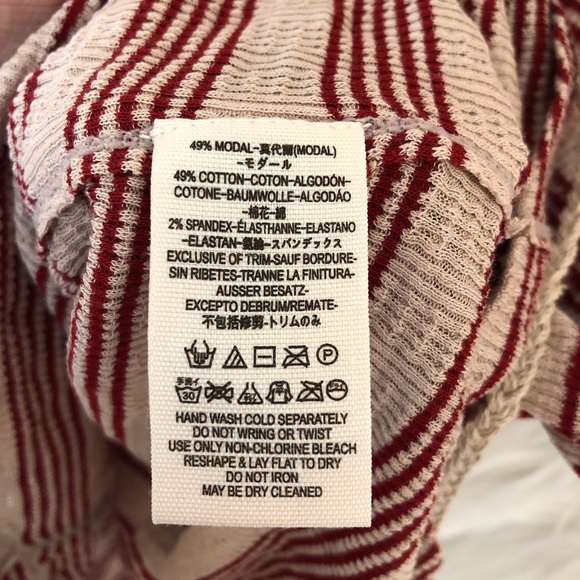 49% MODAL-莫代爾(MODAL)
-モダール
49% COTTON-COTON-ALGODÓN-
COTONE-BAUMWOLLE-ALGODÃO
-棉花-綿
2% SPANDEX-ÉLASTHANNE-ELASTANO
-ELASTAN-氨綸-スパンデックス
EXCLUSIVE OF TRIM-SAUF BORDURE-
SIN RIBETES-TRANNE LA FINITURA-
AUSSER BESATZ-
EXCEPTO DEBRUM/REMATE-
不包括修剪-トリムのみ
P
手洗イ
30
HAND WASH COLD SEPARATELY
DO NOT WRING OR TWIST
USE ONLY NON-CHLORINE BLEACH
RESHAPE & LAY FLAT TO DRY
DO NOT IRON
MAY BE DRY CLEANED